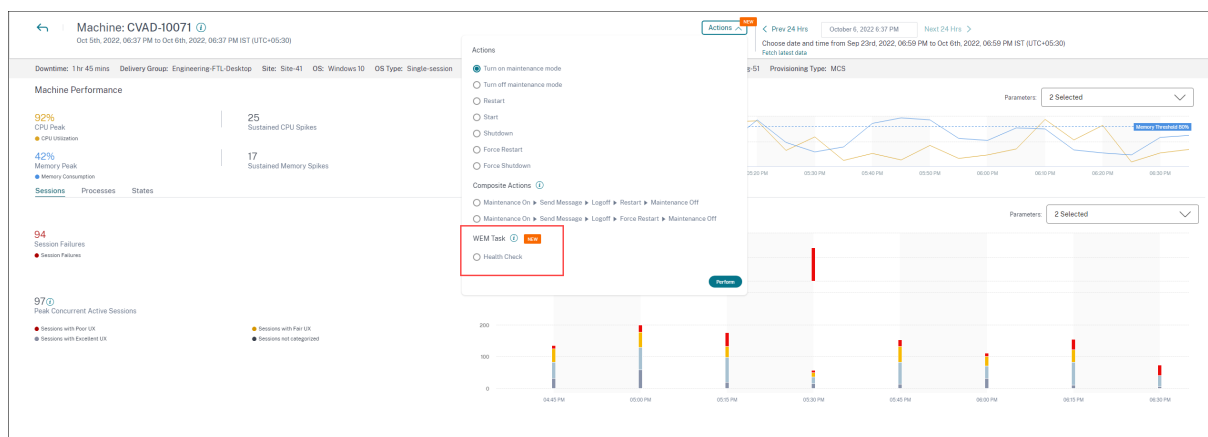 Machine: CVAD-10071
Oct 5th, 2022, 06:37 PM to Oct 6th, 2022, 06:37 PM IST (UTC+05:30)
Actions
NEW
Prev 24 Hrs
October 6, 2022 6:37 PM
Next 24 Hrs
Choose date and time from Sep 23rd, 2022, 06:59 PM to Oct 6th, 2022, 06:59 PM IST (UTC+05:30)
Fetch latest data
Downtime: 1 hr 45 mins Delivery Group: Engineering-FTL-Desktop Site: Site-41 OS: Windows 10 OS Type: Single-session
g-51 Provisioning Type: MCS
Machine Performance
92%
CPU Peak
CPU Utilization
25
Sustained CPU Spikes
42%
Memory Peak
Memory Consumption
17
Sustained Memory Spikes
Sessions Processes States
94
Session Failures
Session Failures
97
Peak Concurrent Active Sessions
Sessions with Poor UX
Sessions with Fair UX
Sessions with Excellent UX
Sessions not categorized
Actions
Turn on maintenance mode
Turn off maintenance mode
Restart
Start
Shutdown
Force Restart
Force Shutdown
Composite Actions
Maintenance On ▶ Send Message ▶ Logoff ▶ Restart ▶ Maintenance Off
Maintenance On ▶ Send Message ▶ Logoff ▶ Force Restart ▶ Maintenance Off
WEM Task
NEW
Health Check
Perform
Parameters: 2 Selected
Memory Threshold 80%
05:20 PM 05:30 PM 05:40 PM 05:50 PM 06:00 PM 06:10 PM 06:20 PM 06:30 PM
Parameters: 2 Selected
200
100
0
04:45 PM 05:00 PM 05:15 PM 05:30 PM 05:45 PM 06:00 PM 06:15 PM 06:30 PM